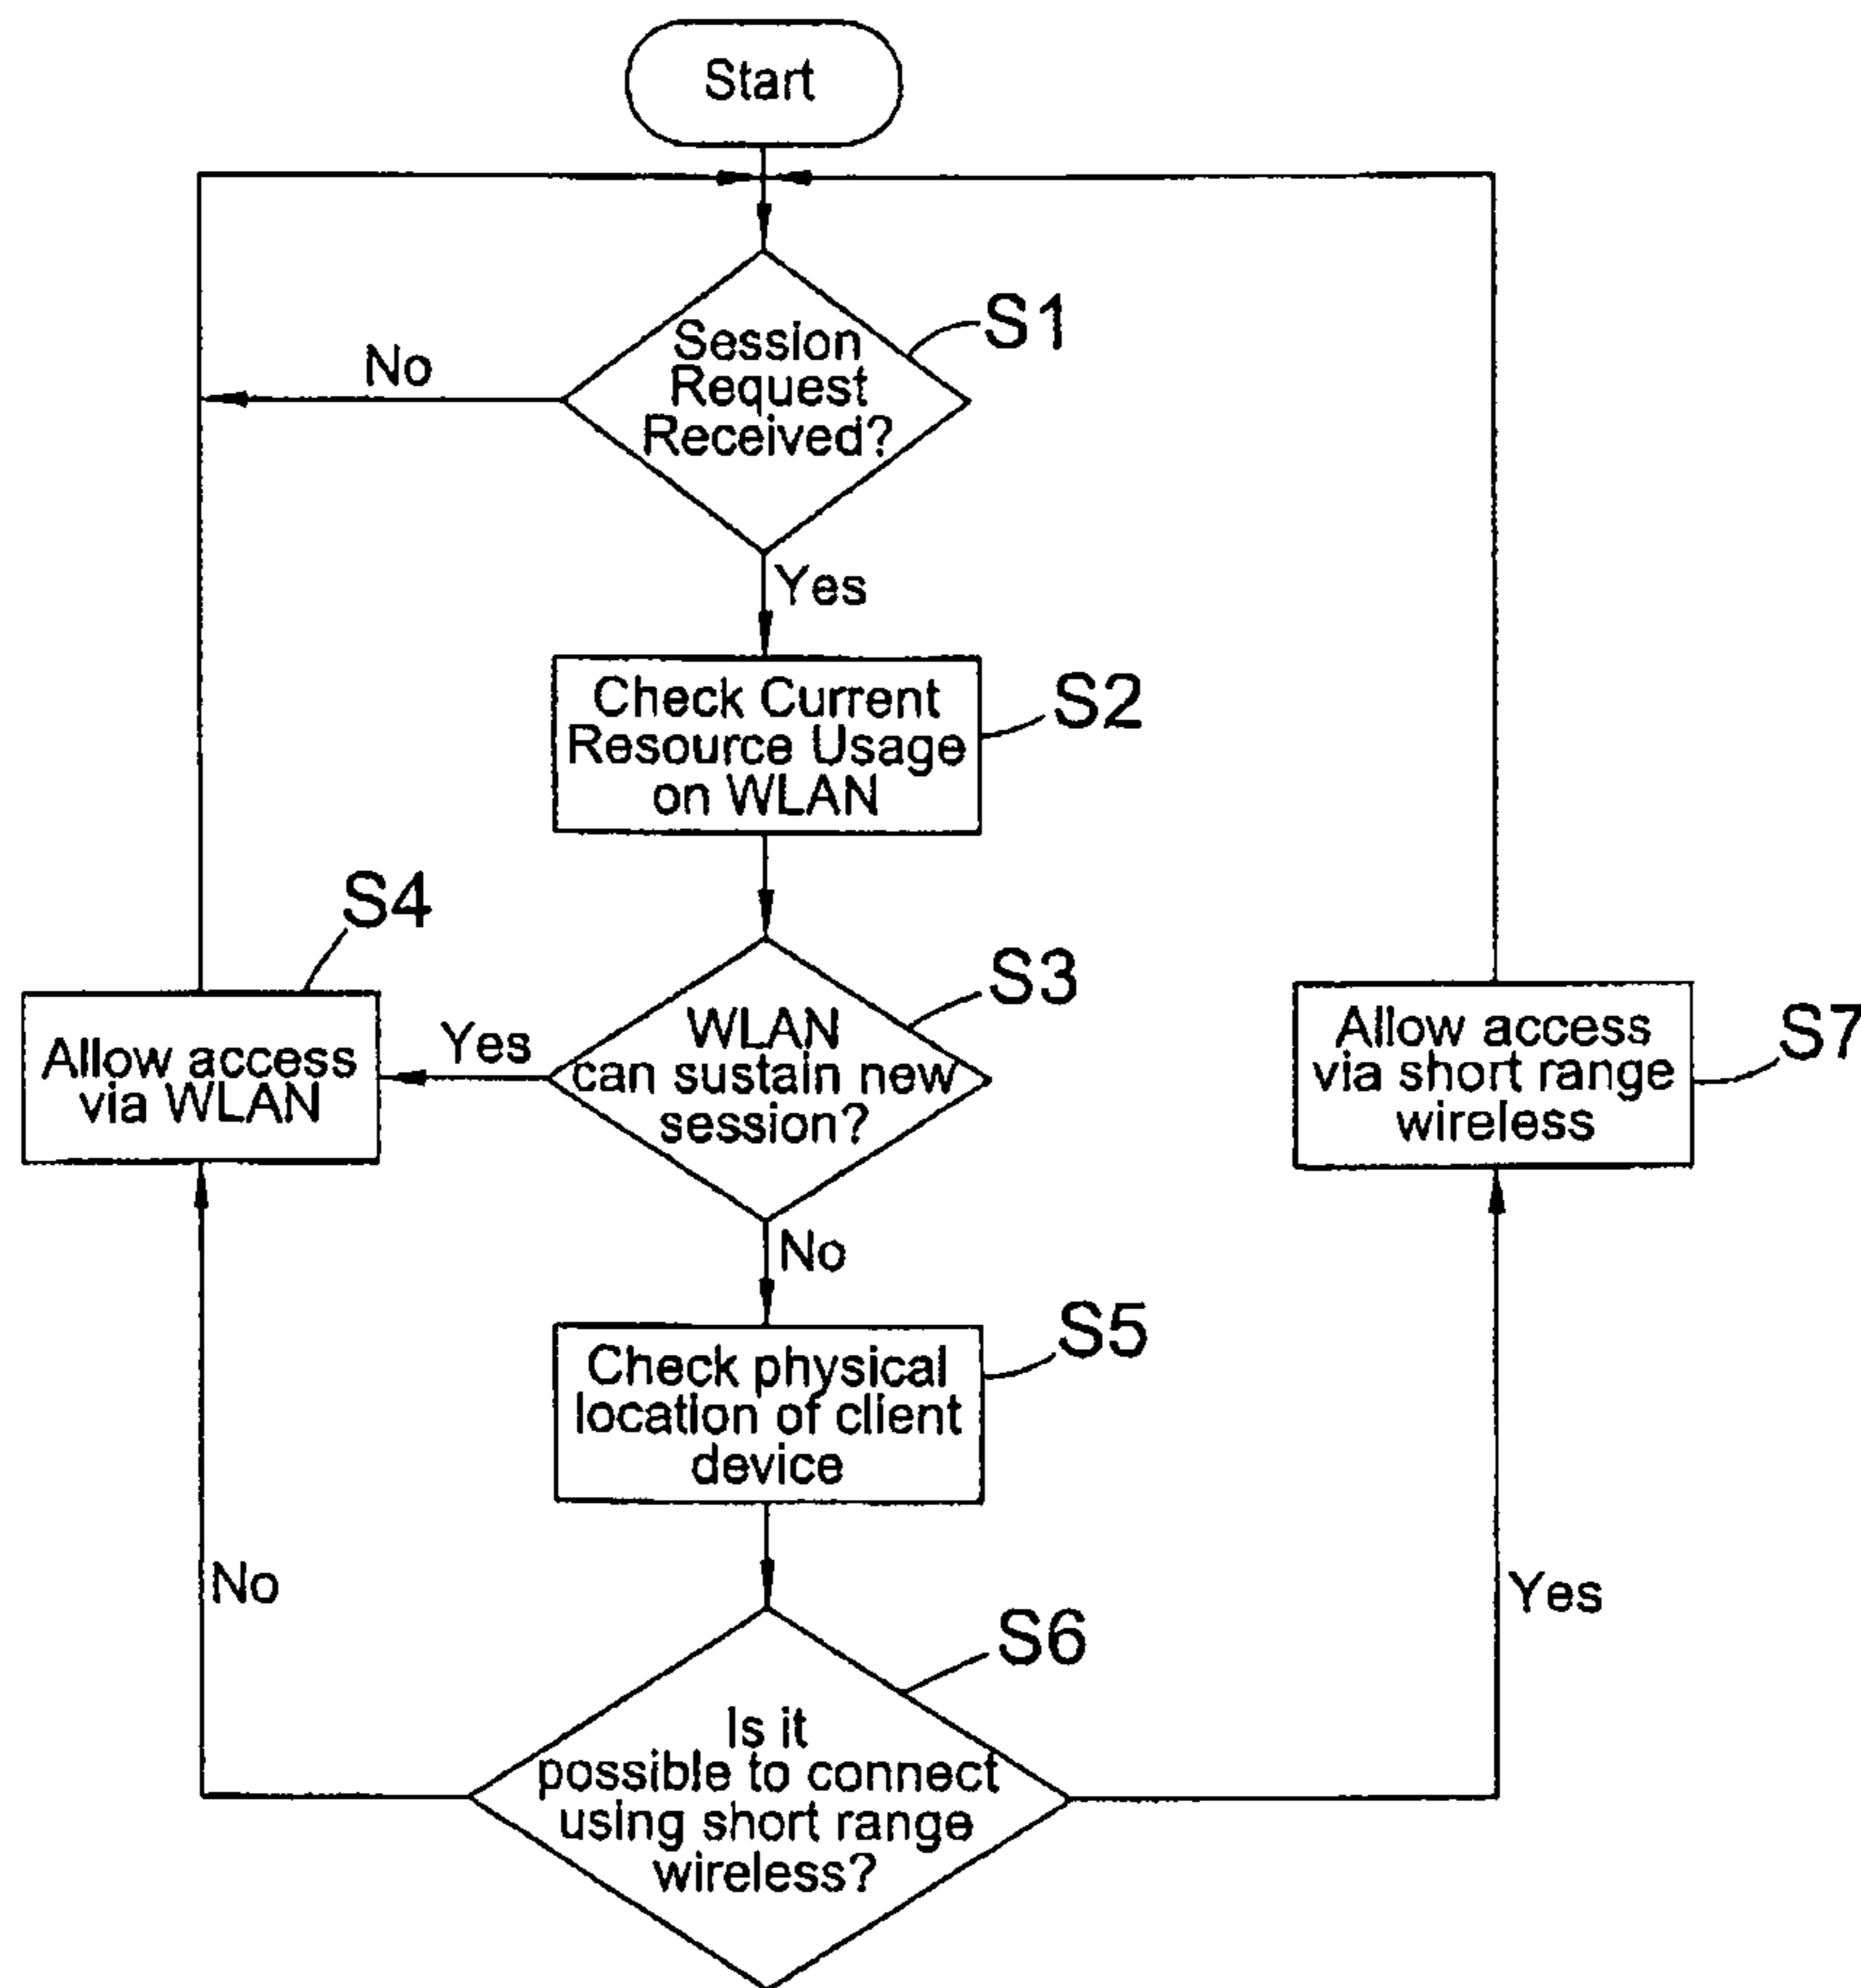 Start
Session
Request
Received?
S1
No
Yes
Check Current
Resource Usage
on WLAN
S2
S4
WLAN
can sustain new
session?
S3
Yes
Allow access
via WLAN
Allow access
via short range
wireless
S7
No
Check physical
location of client
device
S5
No
Yes
Is it
possible to connect
using short range
wireless?
S6